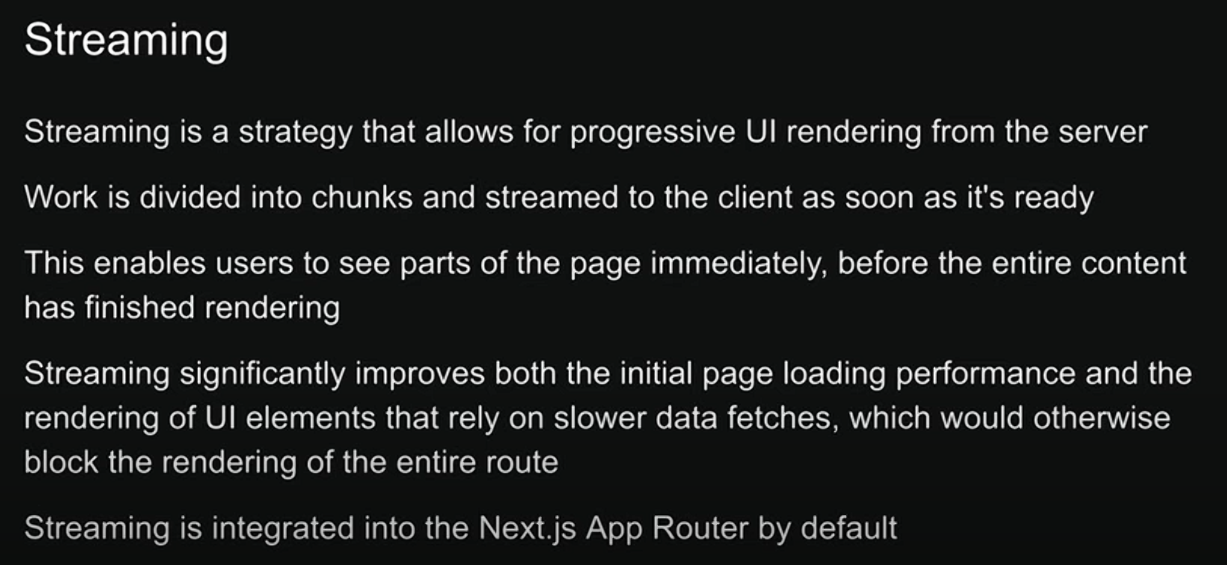 Streaming
Streaming is a strategy that allows for progressive UI rendering from the server
Work is divided into chunks and streamed to the client as soon as it's ready
This enables users to see parts of the page immediately, before the entire content
has finished rendering
Streaming significantly improves both the initial page loading performance and the
rendering of UI elements that rely on slower data fetches, which would otherwise
block the rendering of the entire route
Streaming is integrated into the Next.js App Router by default